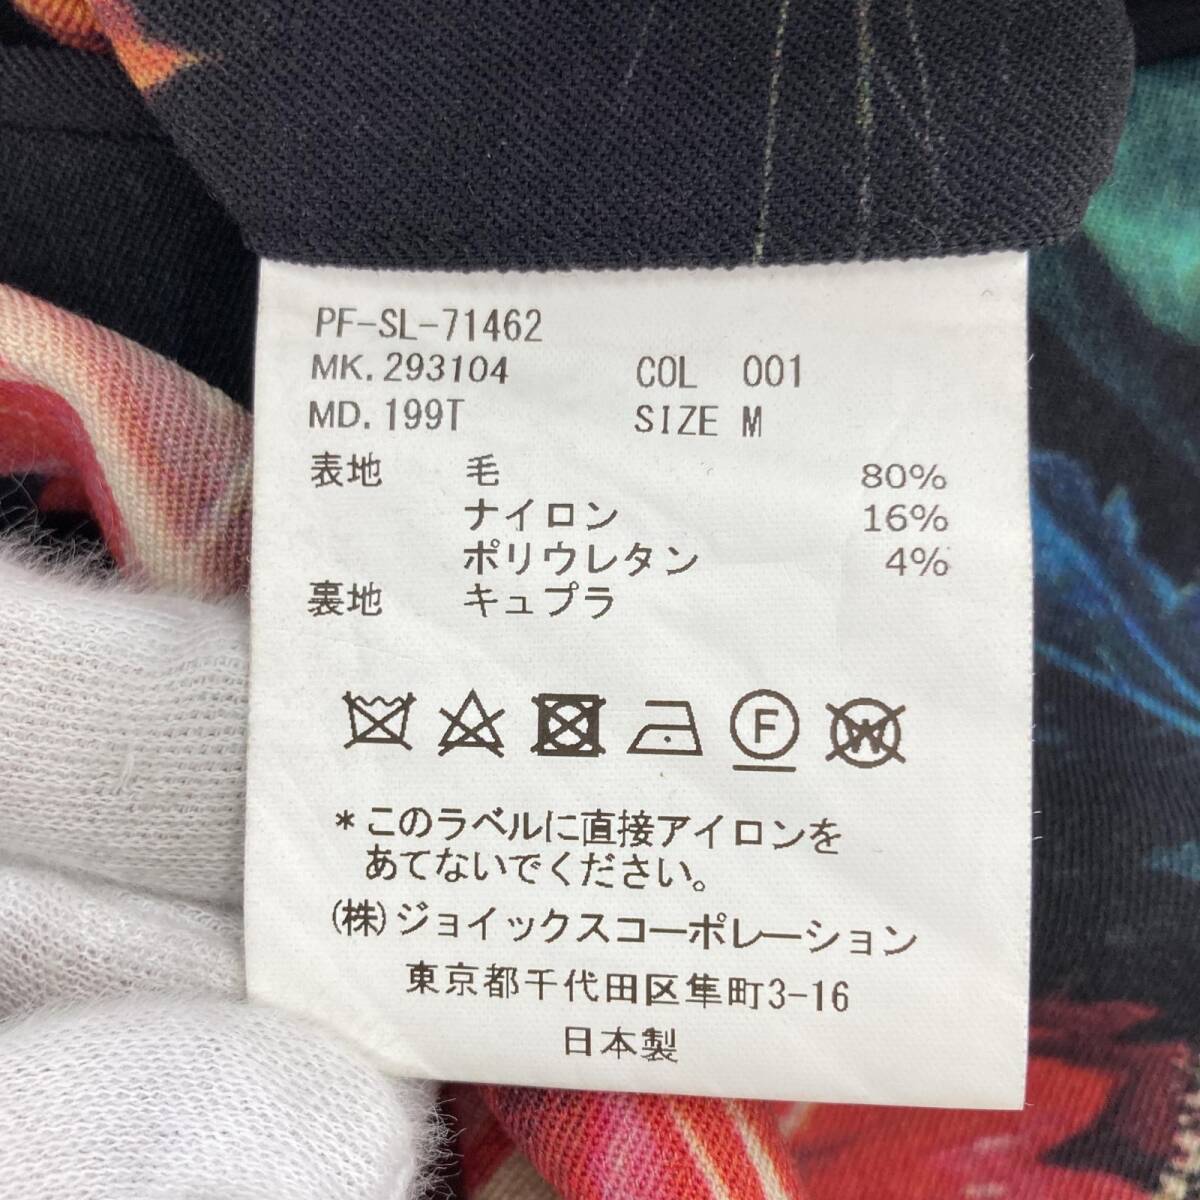 PF-SL-71462
MK.293104 COL 001
MD.199T SIZE M
表地 毛 80%
ナイロン 16%
ポリウレタン 4%
裏地 キュプラ
F W
*このラベルに直接アイロンを
あてないでください。
(株)ジョイックスコーポレーション
東京都千代田区隼町3-16
日本製